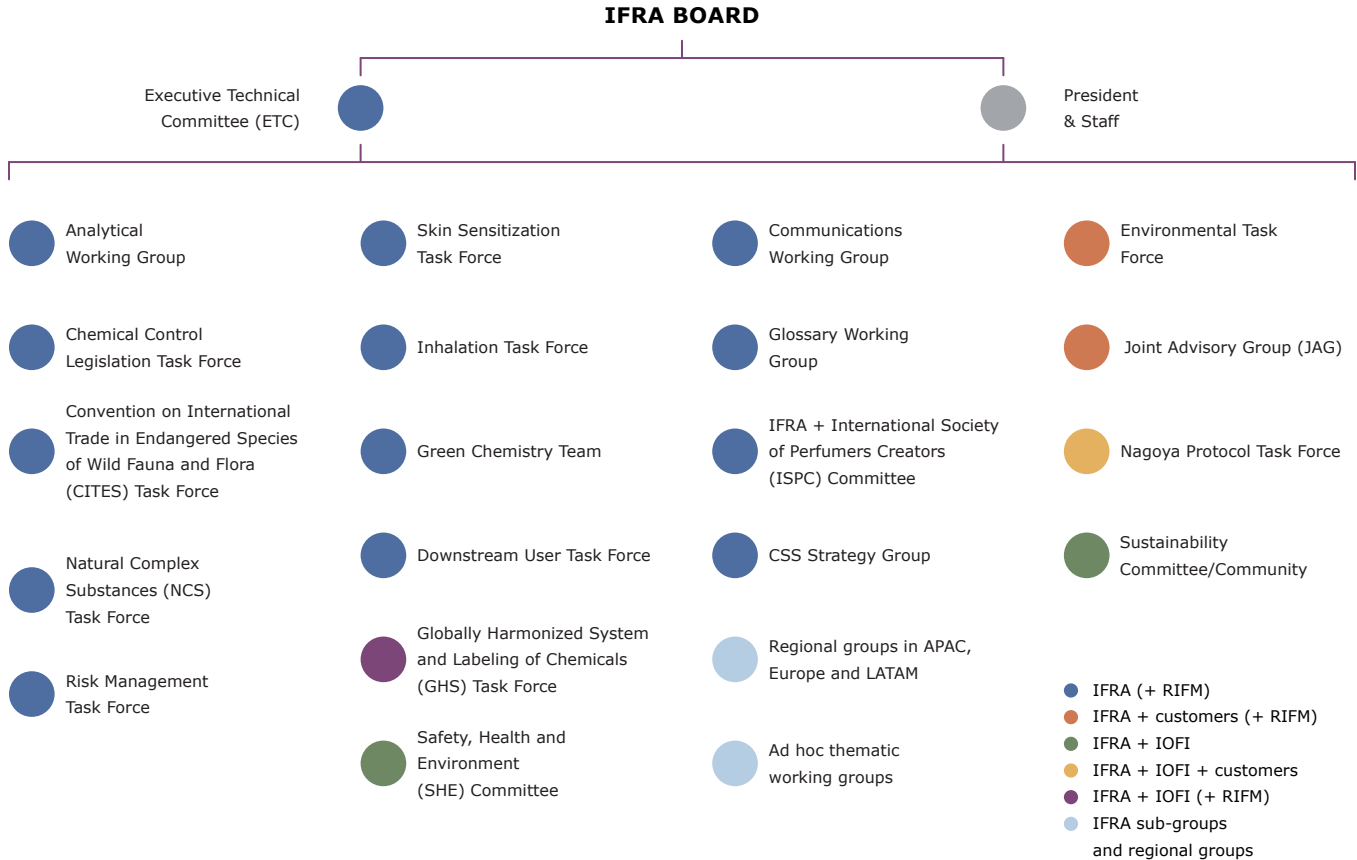 IFRA BOARD
Executive Technical
Committee (ETC)
President
& Staff
Analytical
Working Group
Chemical Control
Legislation Task Force
Convention on International
Trade in Endangered Species
of Wild Fauna and Flora
(CITES) Task Force
Natural Complex
Substances (NCS)
Task Force
Risk Management
Task Force
Skin Sensitization
Task Force
Inhalation Task Force
Green Chemistry Team
Downstream User Task Force
Globally Harmonized System
and Labeling of Chemicals
(GHS) Task Force
Safety, Health and
Environment
(SHE) Committee
Communications
Working Group
Glossary Working
Group
IFRA + International Society
of Perfumers Creators
(ISPC) Committee
CSS Strategy Group
Regional groups in APAC,
Europe and LATAM
Ad hoc thematic
working groups
Environmental Task
Force
Joint Advisory Group (JAG)
Nagoya Protocol Task Force
Sustainability
Committee/Community
IFRA (+ RIFM)
IFRA + customers (+ RIFM)
IFRA + IOFI
IFRA + IOFI + customers
IFRA + IOFI (+ RIFM)
IFRA sub-groups
and regional groups